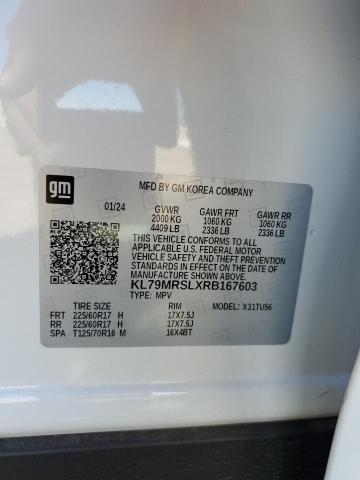 gm
MFD BY GM KOREA COMPANY
01/24 GVWR GAWR FRT GAWR RR
2000 KG 1060 KG 1060 KG
4409 LB 2336 LB 2336 LB
THIS VEHICLE CONFORMS TO ALL
APPLICABLE U.S. FEDERAL MOTOR
VEHICLE SAFETY AND BUMPER
STANDARDS IN EFFECT ON THE DATE OF
MANUFACTURE SHOWN ABOVE.
KL79MRSLXRB167603
TYPE: MPV MODEL: X31TU56
TIRE SIZE RIM
FRT 225/60R17 H 17X7.5J
RR 225/60R17 H 17X7.5J
SPA T125/70R16 M 16X4BT